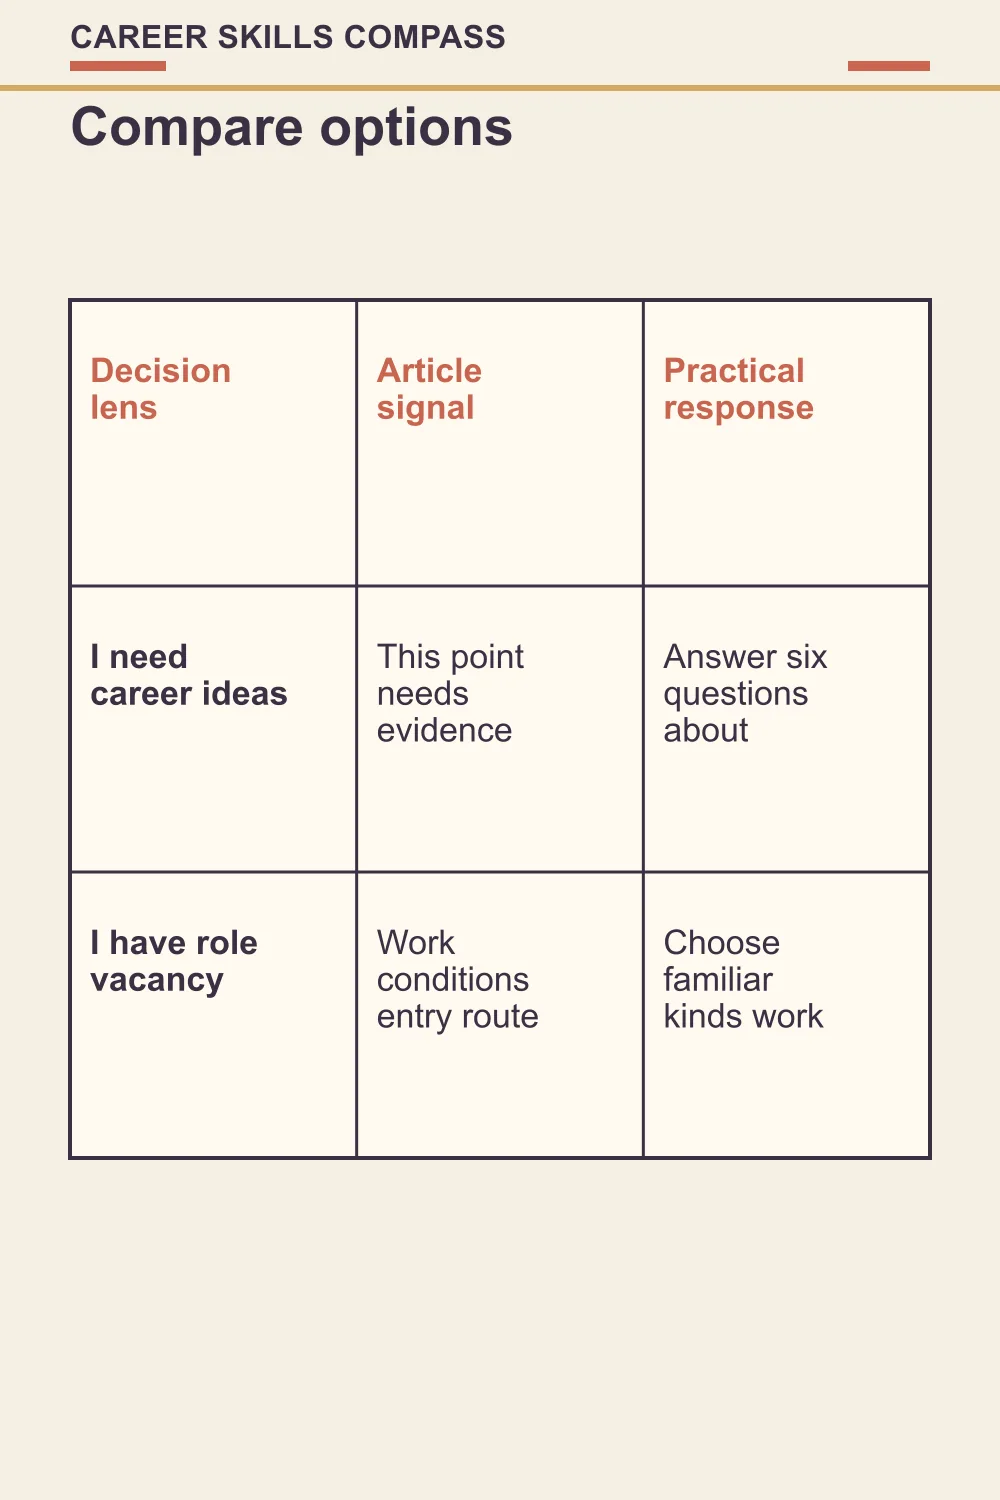 CAREER SKILLS COMPASS
Compare options
Decision
lens
Article
signal
Practical
response
I need
career ideas
This point
needs
evidence
Answer six
questions
about
I have role
vacancy
Work
conditions
entry route
Choose
familiar
kinds work